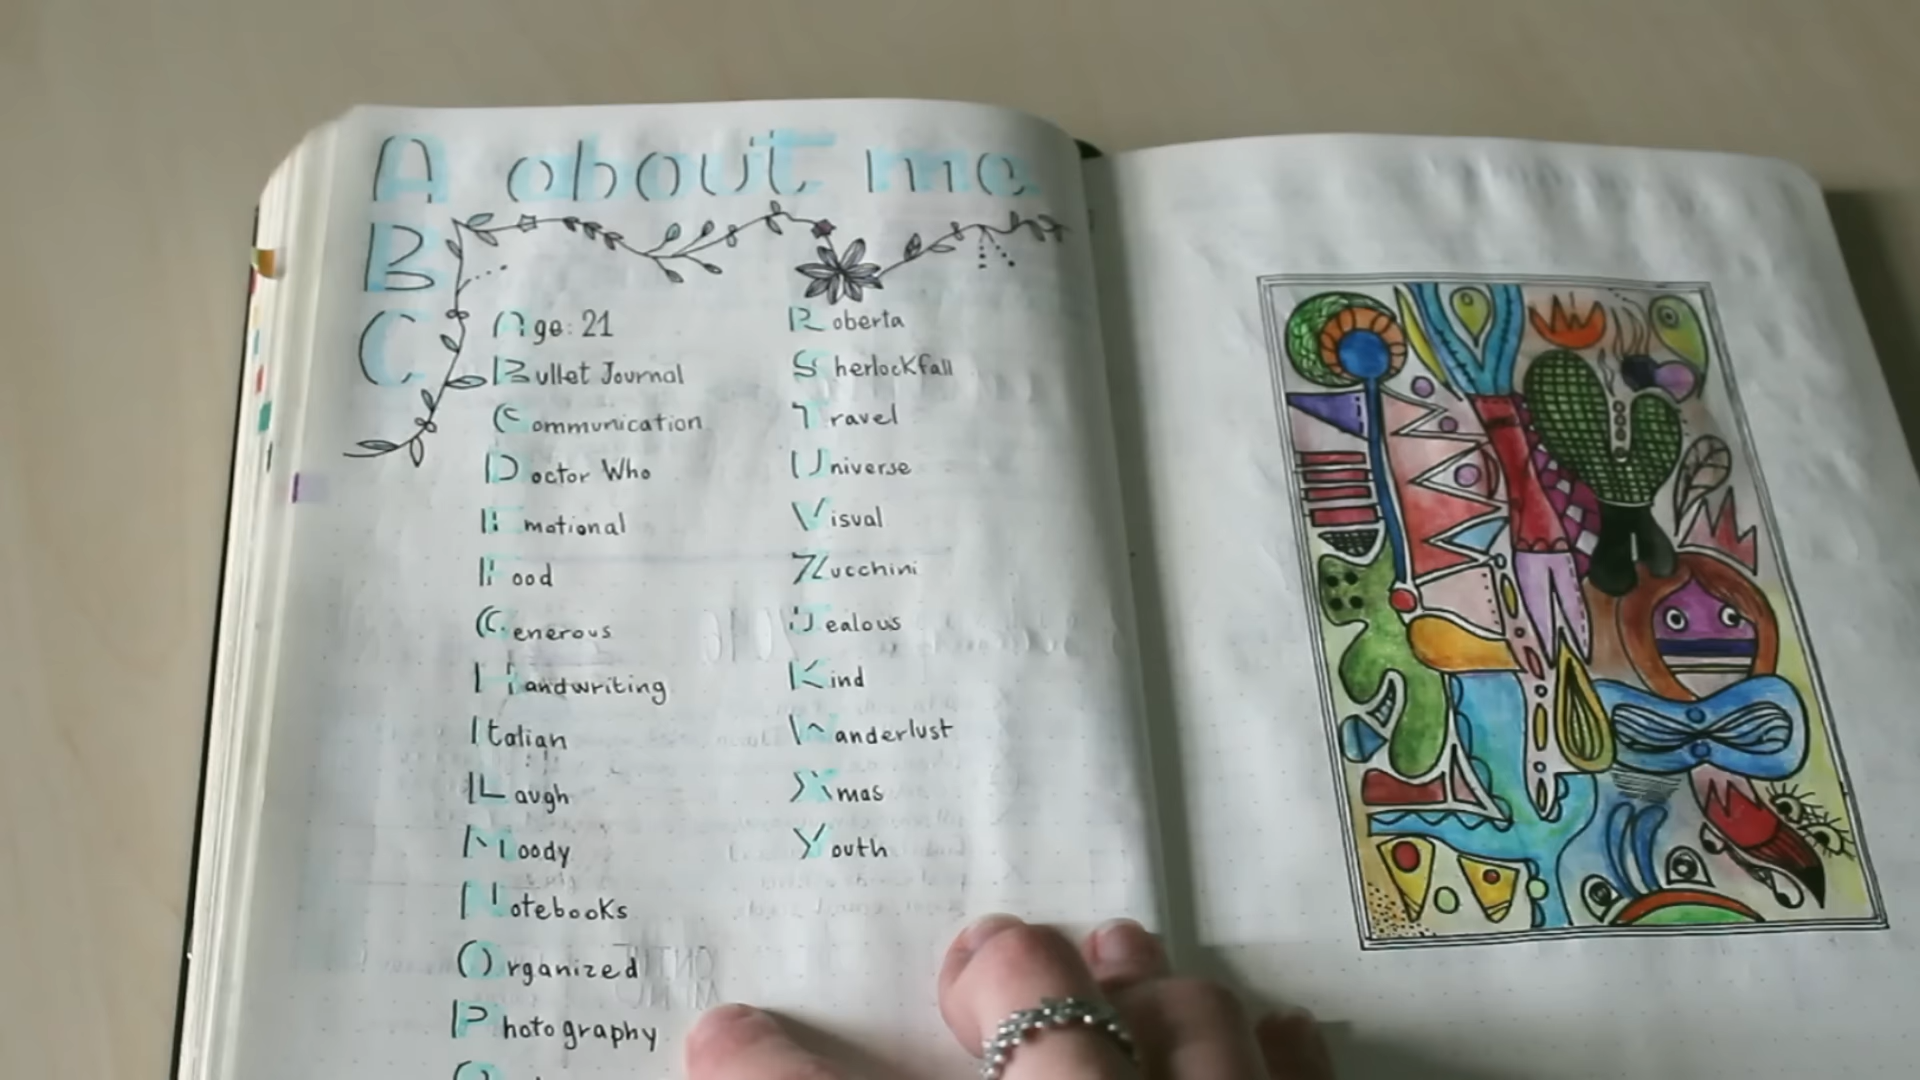 A about me
B
C
Age: 21
Bullet Journal
Communication
Doctor Who
Emotional
Food
Generous
Handwriting
Italian
Laugh
Moody
Notebooks
Organized
Photography
Roberta
Sherlockfall
Travel
Universe
Visual
Zucchini
Jealous
Kind
Wanderlust
Xmas
Youth